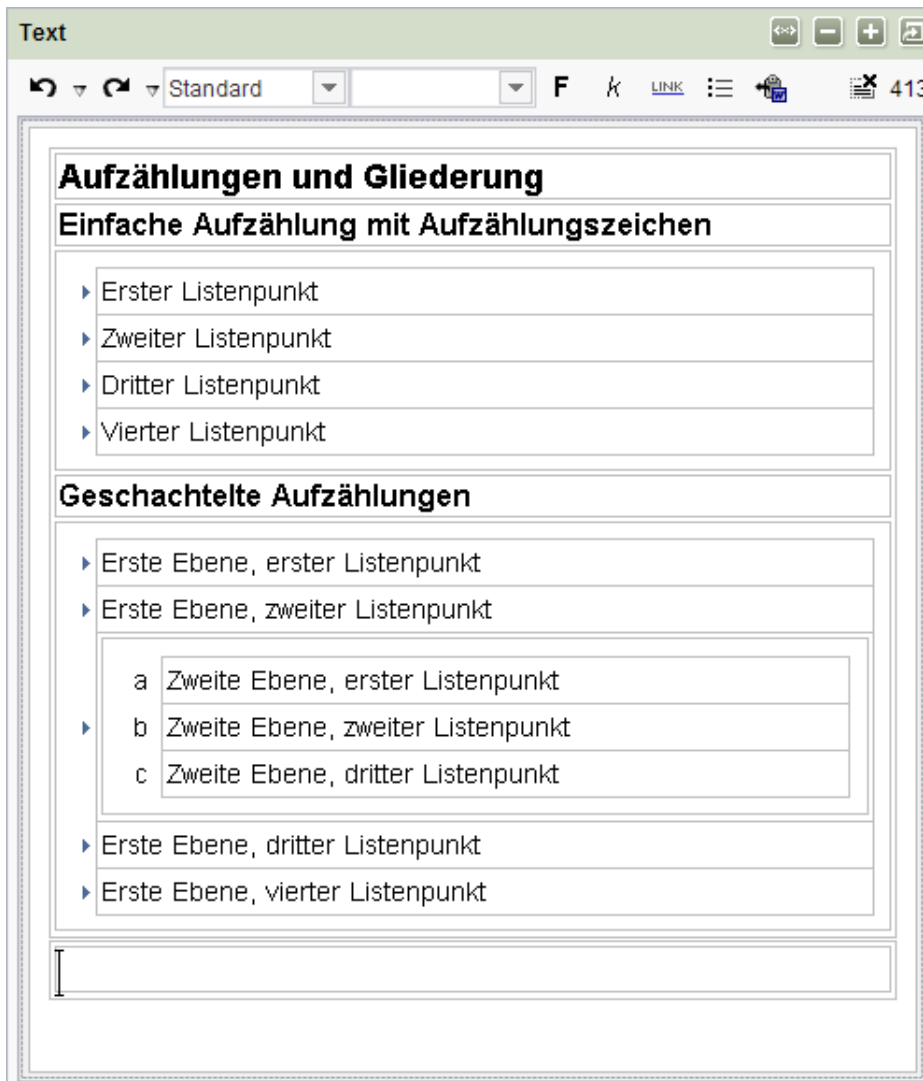 Text
Standard
F k LINK 413
Aufzählungen und Gliederung
Einfache Aufzählung mit Aufzählungszeichen
Erster Listenpunkt
Zweiter Listenpunkt
Dritter Listenpunkt
Vierter Listenpunkt
Geschachtelte Aufzählungen
Erste Ebene, erster Listenpunkt
Erste Ebene, zweiter Listenpunkt
a Zweite Ebene, erster Listenpunkt
b Zweite Ebene, zweiter Listenpunkt
c Zweite Ebene, dritter Listenpunkt
Erste Ebene, dritter Listenpunkt
Erste Ebene, vierter Listenpunkt